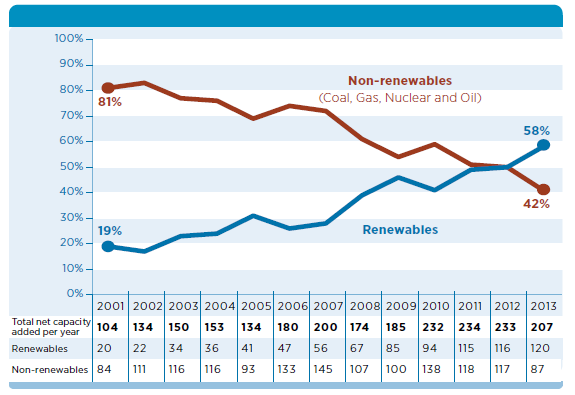 100%
90%
80%
70%
60%
50%
40%
30%
20%
10%
0%
81%
19%
Non-renewables
(Coal, Gas, Nuclear and Oil)
58%
42%
Renewables
2001 2002 2003 2004 2005 2006 2007 2008 2009 2010 2011 2012 2013
Total net capacity
added per year 104 134 150 153 134 180 200 174 185 232 234 233 207
Renewables 20 22 34 36 41 47 56 67 85 94 115 116 120
Non-renewables 84 111 116 116 93 133 145 107 100 138 118 117 87